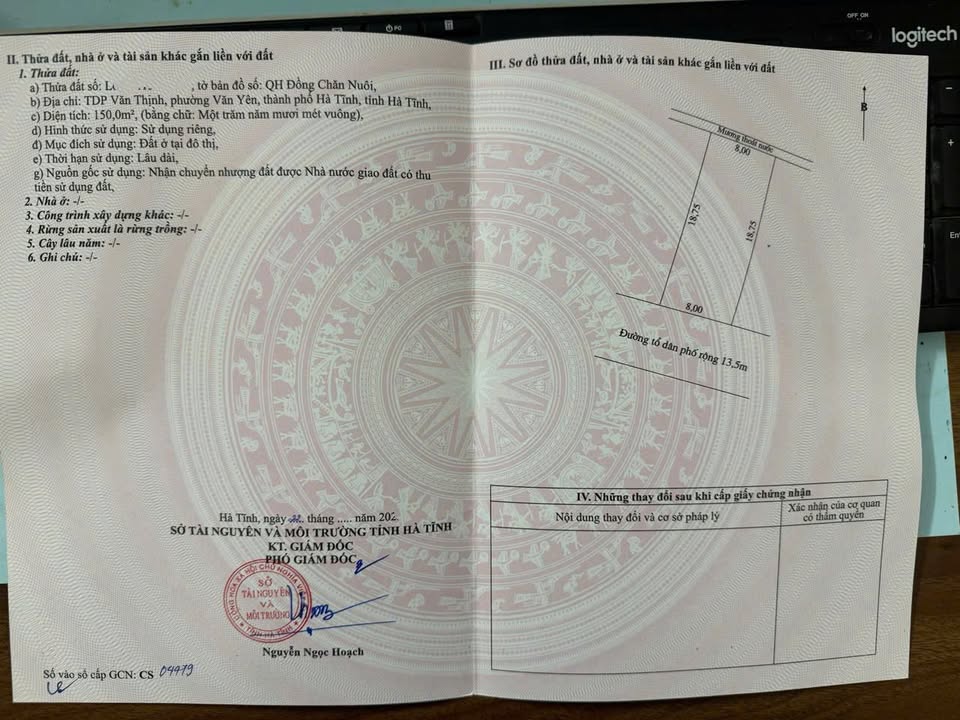 OFF ON
logitech
II. Thửa đất, nhà ở và tài sản khác gắn liền với đất
1. Thửa đất:
a) Thửa đất số: , tờ bản đồ số: QH Đồng Chăn Nuôi,
b) Địa chỉ: TDP Văn Thịnh, phường Văn Yên, thành phố Hà Tĩnh, tỉnh Hà Tĩnh,
c) Diện tích: 150,0m², (bằng chữ: Một trăm năm mươi mét vuông),
d) Hình thức sử dụng: Sử dụng riêng,
đ) Mục đích sử dụng: Đất ở tại đô thị,
e) Thời hạn sử dụng: Lâu dài,
g) Nguồn gốc sử dụng: Nhận chuyển nhượng đất được Nhà nước giao đất có thu
tiền sử dụng đất,
2. Nhà ở: -/-
3. Công trình xây dựng khác: -/-
4. Rừng sản xuất là rừng trồng: -/-
5. Cây lâu năm: -/-
6. Ghi chú: -/-
Hà Tĩnh, ngày tháng ..... năm 202
SỞ TÀI NGUYÊN VÀ MÔI TRƯỜNG TỈNH HÀ TĨNH
KT. GIÁM ĐỐC
PHÓ GIÁM ĐỐC
SỞ
TÀI NGUYÊN
VÀ
MÔI TRƯỜNG
Nguyễn Ngọc Hoạch
Số vào sổ cấp GCN: CS 04479
III. Sơ đồ thửa đất, nhà ở và tài sản khác gắn liền với đất
B
Mương thoát nước
8,00
18,75
18,75
8,00
Đường tổ dân phố rộng 13,5m
IV. Những thay đổi sau khi cấp giấy chứng nhận
Nội dung thay đổi và cơ sở pháp lý
Xác nhận của cơ quan
có thẩm quyền